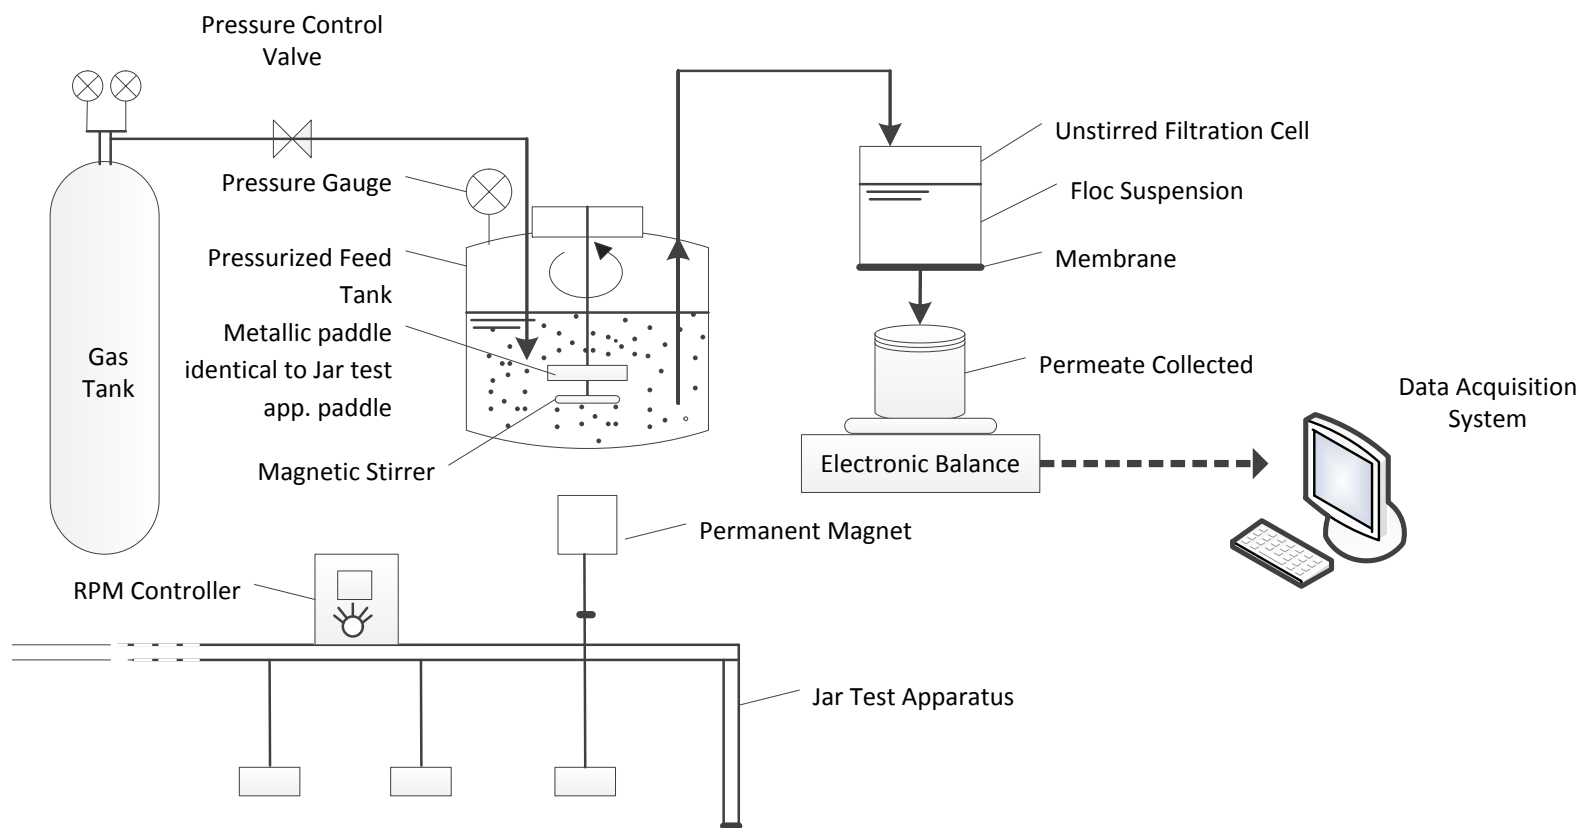 Pressure Control
Valve
Unstirred Filtration Cell
Pressure Gauge
Floc Suspension
Pressurized Feed
Tank
Membrane
Metallic paddle
identical to Jar test
app. paddle
Gas
Tank
Permeate Collected
Data Acquisition
System
Magnetic Stirrer
Electronic Balance
Permanent Magnet
RPM Controller
Jar Test Apparatus